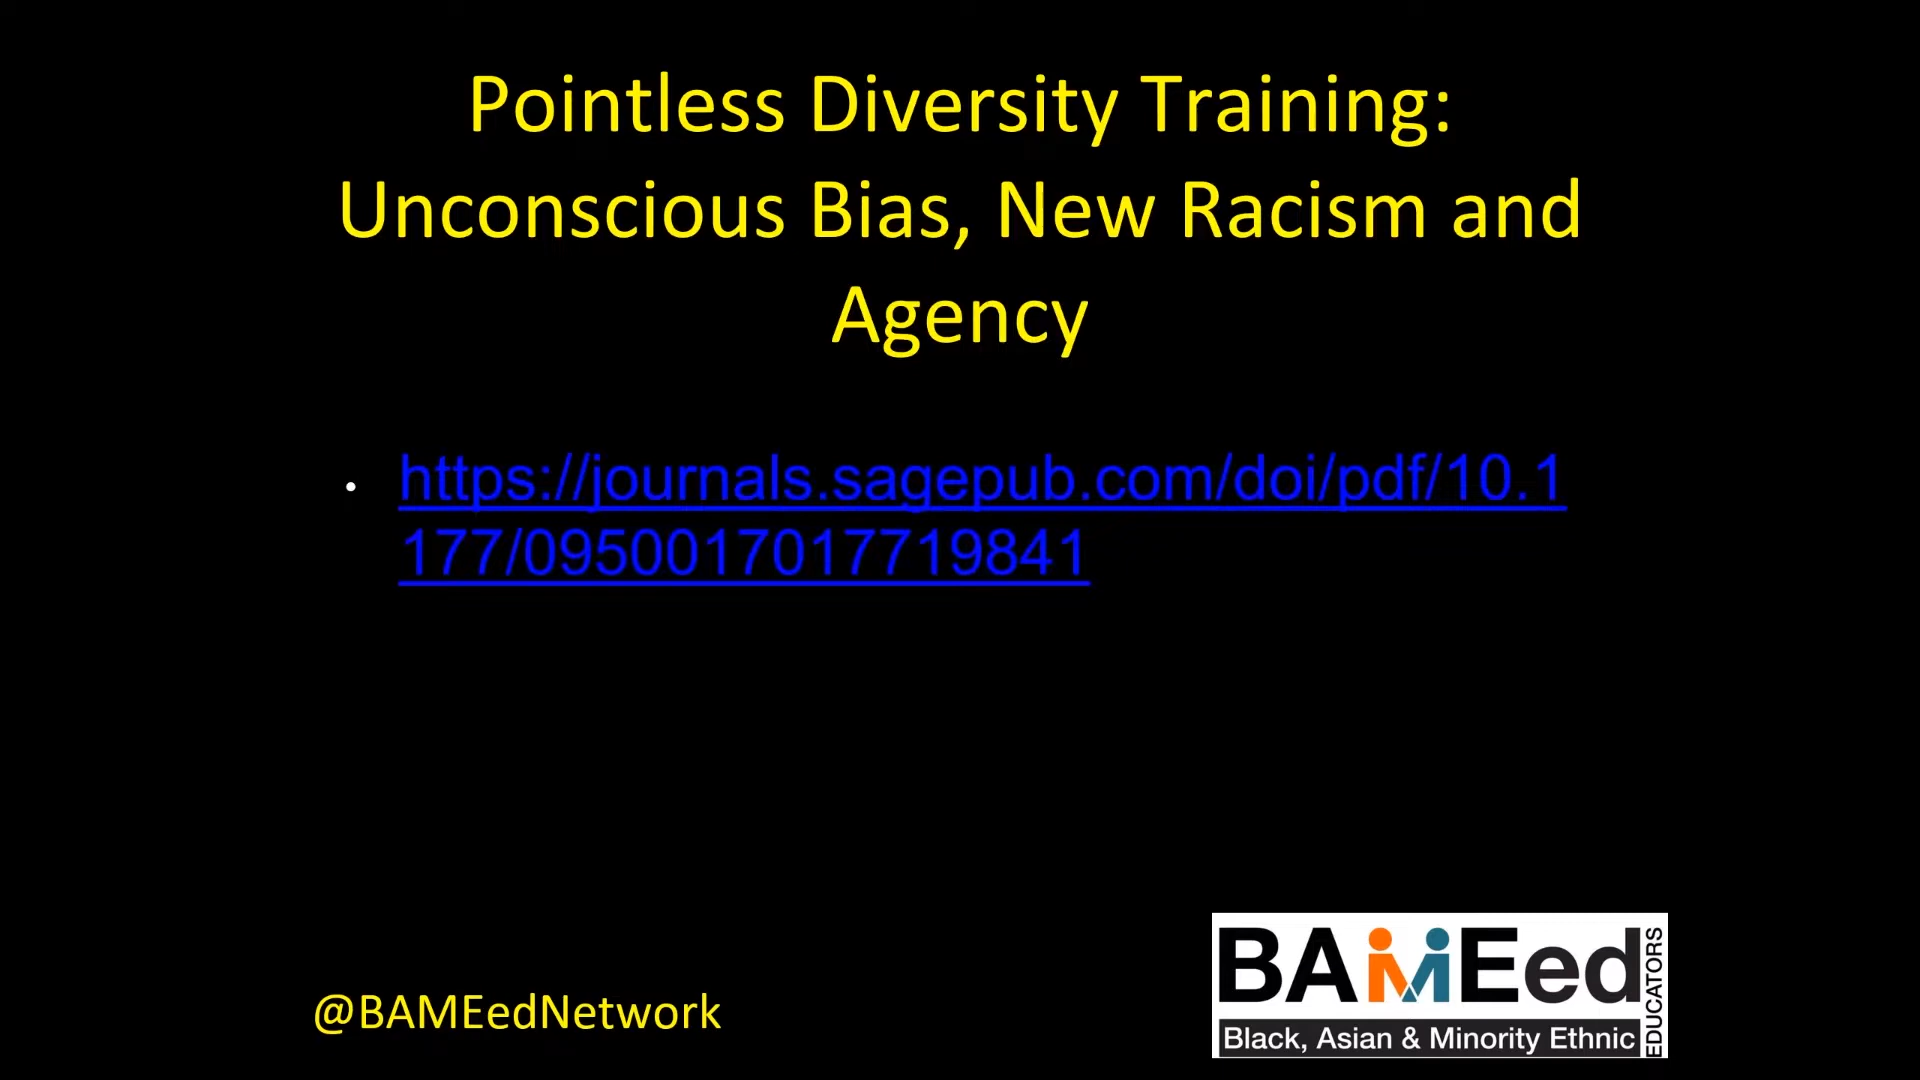 Pointless Diversity Training:
Unconscious Bias, New Racism and
Agency
• https://journals.sagepub.com/doi/pdf/10.1
177/0950017017719841
@BAMEedNetwork
BAMEed
EDUCATORS
Black, Asian & Minority Ethnic